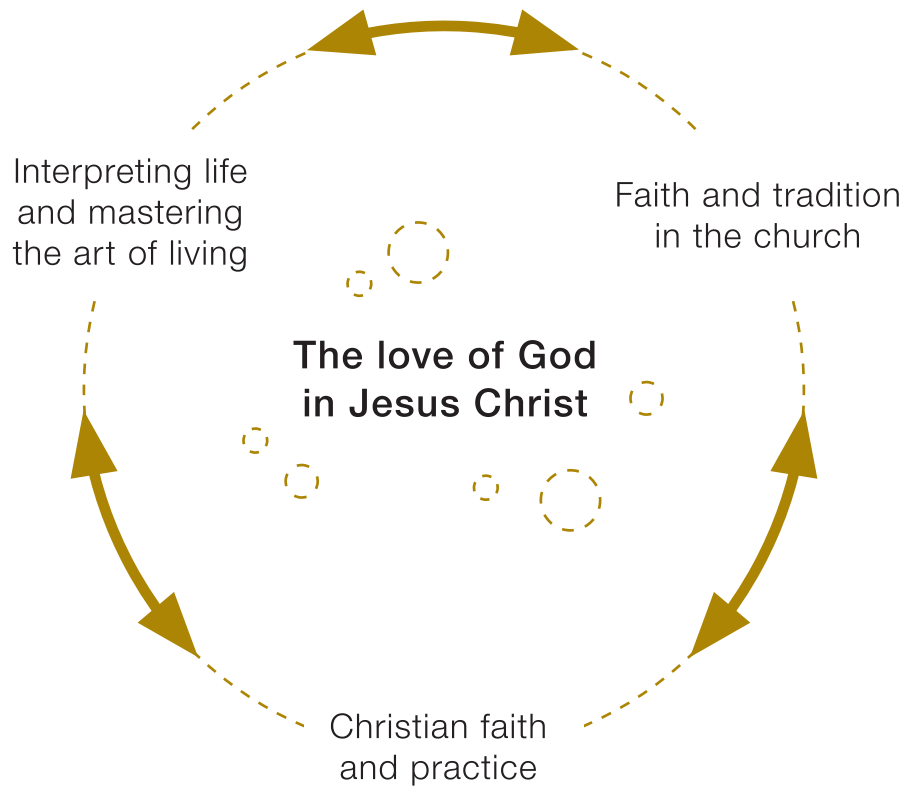 Interpreting life
and mastering
the art of living
Faith and tradition
in the church
The love of God
in Jesus Christ
Christian faith
and practice